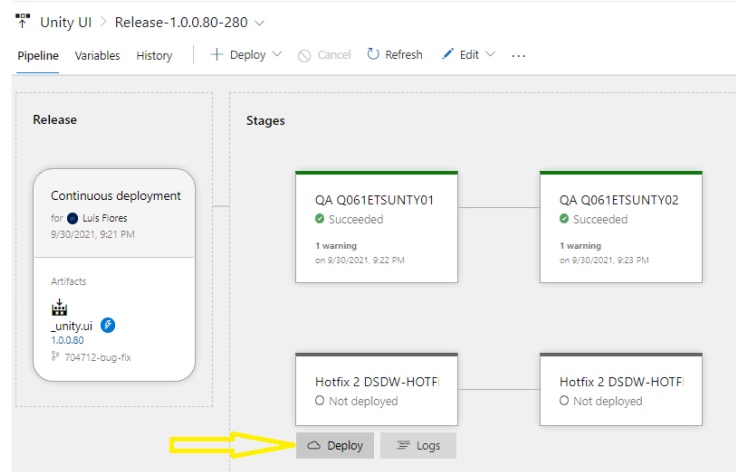 Unity UI > Release-1.0.0.80-280
Pipeline Variables History + Deploy Cancel Refresh Edit ...
Release
Stages
Continuous deployment
for Luis Flores
9/30/2021, 9:21 PM
Artifacts
_unity.ui
1.0.0.80
704712-bug-fix
QA Q061ETSUNTY01
Succeeded
1 warning
on 9/30/2021, 9:22 PM
QA Q061ETSUNTY02
Succeeded
1 warning
on 9/30/2021, 9:23 PM
Hotfix 2 DSDW-HOTF
Not deployed
Hotfix 2 DSDW-HOTF
Not deployed
Deploy Logs